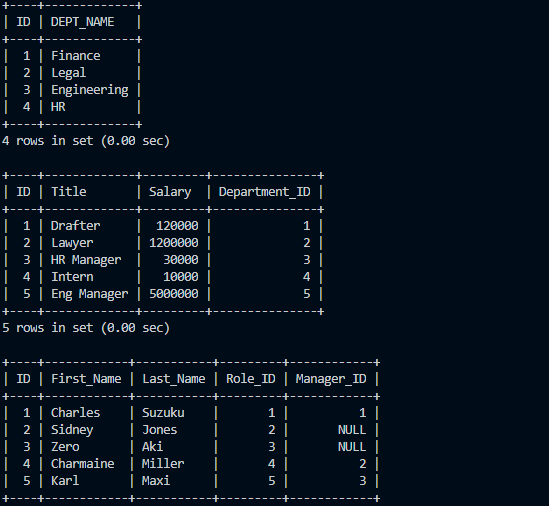 +----+-------------+
| ID | DEPT_NAME   |
+----+-------------+
|  1 | Finance     |
|  2 | Legal       |
|  3 | Engineering |
|  4 | HR          |
+----+-------------+
4 rows in set (0.00 sec)

+----+-------------+---------+---------------+
| ID | Title       | Salary  | Department_ID |
+----+-------------+---------+---------------+
|  1 | Drafter     |  120000 |             1 |
|  2 | Lawyer      | 1200000 |             2 |
|  3 | HR Manager  |   30000 |             3 |
|  4 | Intern      |   10000 |             4 |
|  5 | Eng Manager | 5000000 |             5 |
+----+-------------+---------+---------------+
5 rows in set (0.00 sec)

+----+------------+-----------+---------+------------+
| ID | First_Name | Last_Name | Role_ID | Manager_ID |
+----+------------+-----------+---------+------------+
|  1 | Charles    | Suzuku    |       1 |          1 |
|  2 | Sidney     | Jones     |       2 |       NULL |
|  3 | Zero       | Aki       |       3 |       NULL |
|  4 | Charmaine  | Miller    |       4 |          2 |
|  5 | Karl       | Maxi      |       5 |          3 |
+----+------------+-----------+---------+------------+